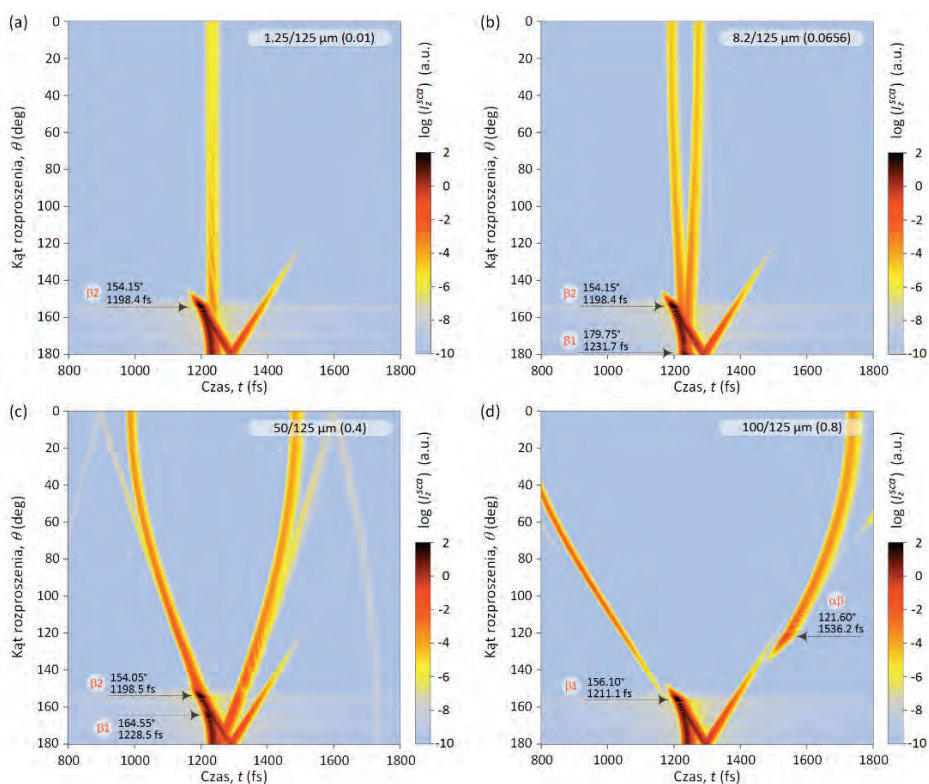 (a)
1.25/125 µm (0.01)
0
20
40
60
80
100
120
140
160
180
Kąt rozproszenia, θ (deg)
β2 154.15°
1198.4 fs
800 1000 1200 1400 1600 1800
Czas, t (fs)
log (I_z^sca) (a.u.)
2
0
-2
-4
-6
-8
-10
(b)
8.2/125 µm (0.0656)
0
20
40
60
80
100
120
140
160
180
Kąt rozproszenia, θ (deg)
β2 154.15°
1198.4 fs
β1 179.75°
1231.7 fs
800 1000 1200 1400 1600 1800
Czas, t (fs)
log (I_z^sca) (a.u.)
2
0
-2
-4
-6
-8
-10
(c)
50/125 µm (0.4)
0
20
40
60
80
100
120
140
160
180
Kąt rozproszenia, θ (deg)
β2 154.05°
1198.5 fs
β1 164.55°
1228.5 fs
800 1000 1200 1400 1600 1800
Czas, t (fs)
log (I_z^sca) (a.u.)
2
0
-2
-4
-6
-8
-10
(d)
100/125 µm (0.8)
0
20
40
60
80
100
120
140
160
180
Kąt rozproszenia, θ (deg)
αβ
121.60°
1536.2 fs
β1 156.10°
1211.1 fs
800 1000 1200 1400 1600 1800
Czas, t (fs)
log (I_z^sca) (a.u.)
2
0
-2
-4
-6
-8
-10